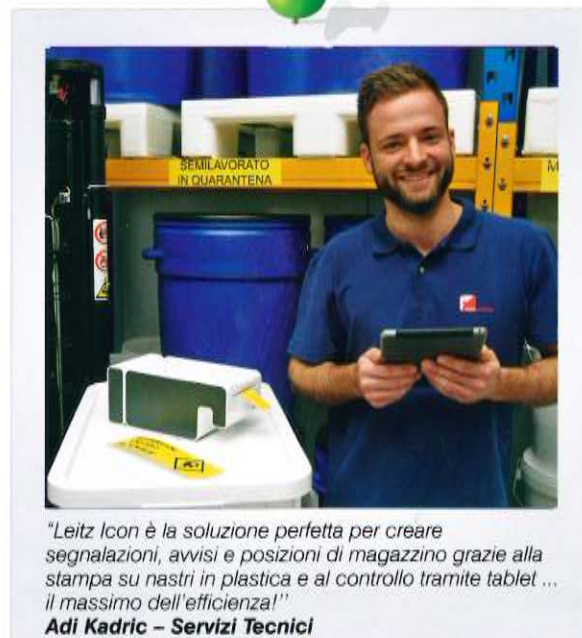 SEMILAVORATO
IN QUARANTENA
M
"Leitz Icon è la soluzione perfetta per creare
segnalazioni, avvisi e posizioni di magazzino grazie alla
stampa su nastri in plastica e al controllo tramite tablet ...
il massimo dell'efficienza!''
Adi Kadric – Servizi Tecnici